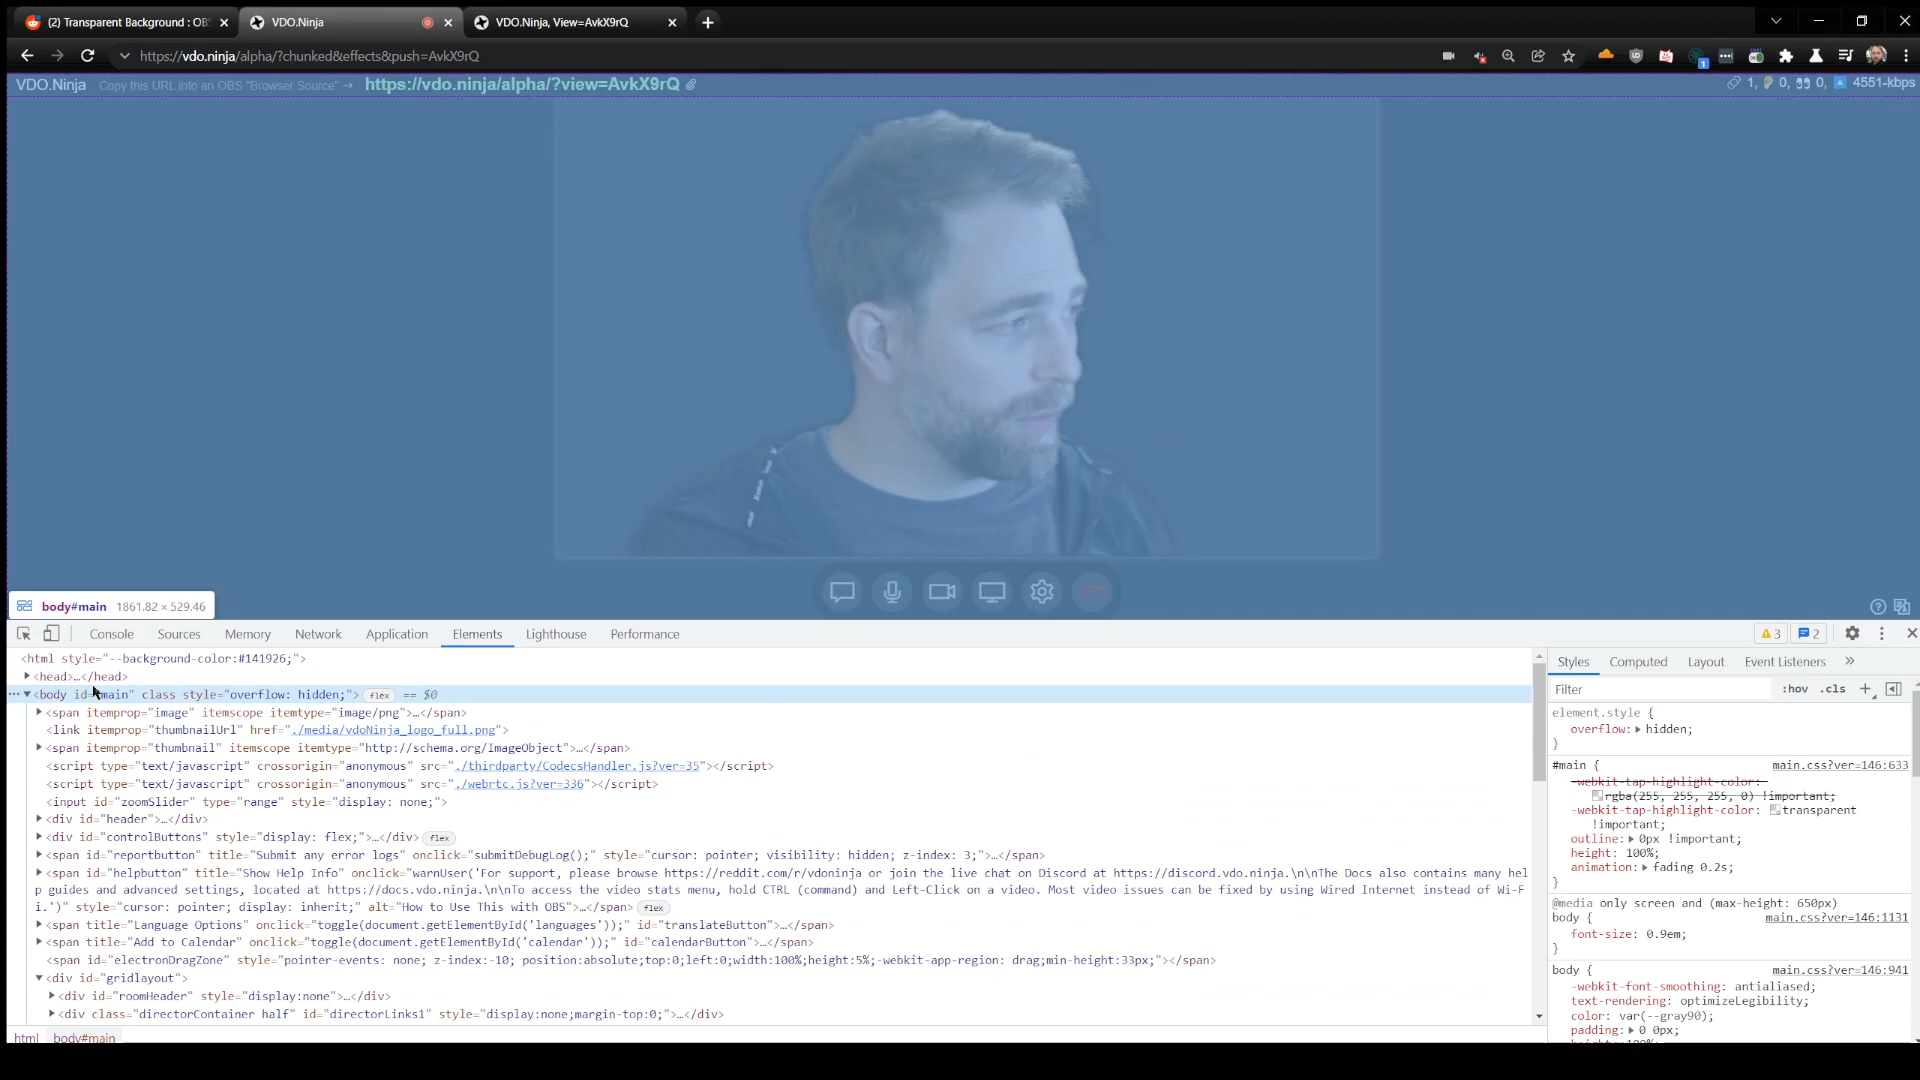 (2) Transparent Background : OBS
VDO.Ninja
VDO.Ninja, View=AvkX9rQ
https://vdo.ninja/alpha/?chunked&effects&push=AvkX9rQ
VDO.Ninja Copy this URL into an OBS "Browser Source" → https://vdo.ninja/alpha/?view=AvkX9rQ
1, 0, 0, 4551-kbps
body#main 1861.82 × 529.46
Console Sources Memory Network Application Elements Lighthouse Performance
3 2
<html style="--background-color:#141926;">
<head>…</head>
<body id="main" class style="overflow: hidden;"> flex == $0
<span itemprop="image" itemscope itemtype="image/png">…</span>
<link itemprop="thumbnailUrl" href="./media/vdoNinja_logo_full.png">
<span itemprop="thumbnail" itemscope itemtype="http://schema.org/ImageObject">…</span>
<script type="text/javascript" crossorigin="anonymous" src="./thirdparty/CodecsHandler.js?ver=35"></script>
<script type="text/javascript" crossorigin="anonymous" src="./webrtc.js?ver=336"></script>
<input id="zoomSlider" type="range" style="display: none;">
<div id="header">…</div>
<div id="controlButtons" style="display: flex;">…</div> flex
<span id="reportbutton" title="Submit any error logs" onclick="submitDebugLog();" style="cursor: pointer; visibility: hidden; z-index: 3;">…</span>
<span id="helpbutton" title="Show Help Info" onclick="warnUser('For support, please browse https://reddit.com/r/vdoninja or join the live chat on Discord at https://discord.vdo.ninja.\n\nThe Docs also contains many hel
p guides and advanced settings, located at https://docs.vdo.ninja.\n\nTo access the video stats menu, hold CTRL (command) and Left-Click on a video. Most video issues can be fixed by using Wired Internet instead of Wi-F
i.')" style="cursor: pointer; display: inherit;" alt="How to Use This with OBS">…</span> flex
<span title="Language Options" onclick="toggle(document.getElementById('languages'));" id="translateButton">…</span>
<span title="Add to Calendar" onclick="toggle(document.getElementById('calendar'));" id="calendarButton">…</span>
<span id="electronDragZone" style="pointer-events: none; z-index:-10; position:absolute;top:0;left:0;width:100%;height:5%;-webkit-app-region: drag;min-height:33px;"></span>
<div id="gridlayout">
<div id="roomHeader" style="display:none">…</div>
<div class="directorContainer half" id="directorLinks1" style="display:none;margin-top:0;">…</div>
html body#main
Styles Computed Layout Event Listeners
Filter :hov .cls
element.style {
overflow: hidden;
}
#main { main.css?ver=146:633
-webkit-tap-highlight-color:
rgba(255, 255, 255, 0) !important;
-webkit-tap-highlight-color: transparent
!important;
outline: 0px !important;
height: 100%;
animation: fading 0.2s;
}
@media only screen and (max-height: 650px)
body { main.css?ver=146:1131
font-size: 0.9em;
}
body { main.css?ver=146:941
-webkit-font-smoothing: antialiased;
text-rendering: optimizeLegibility;
color: var(--gray90);
padding: 0 0px;